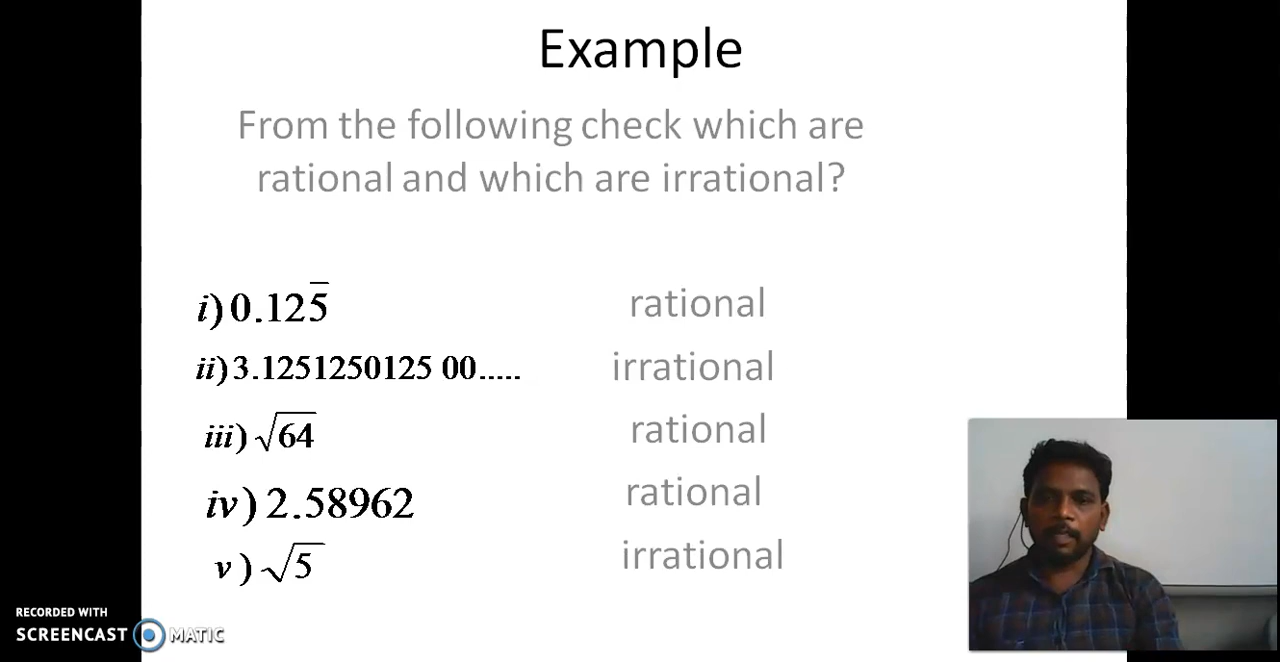 Example
From the following check which are
rational and which are irrational?
i) 0.125̅ rational
ii) 3.1251250125 00..... irrational
iii) √64 rational
iv) 2.58962 rational
v) √5 irrational
RECORDED WITH
SCREENCAST MATIC